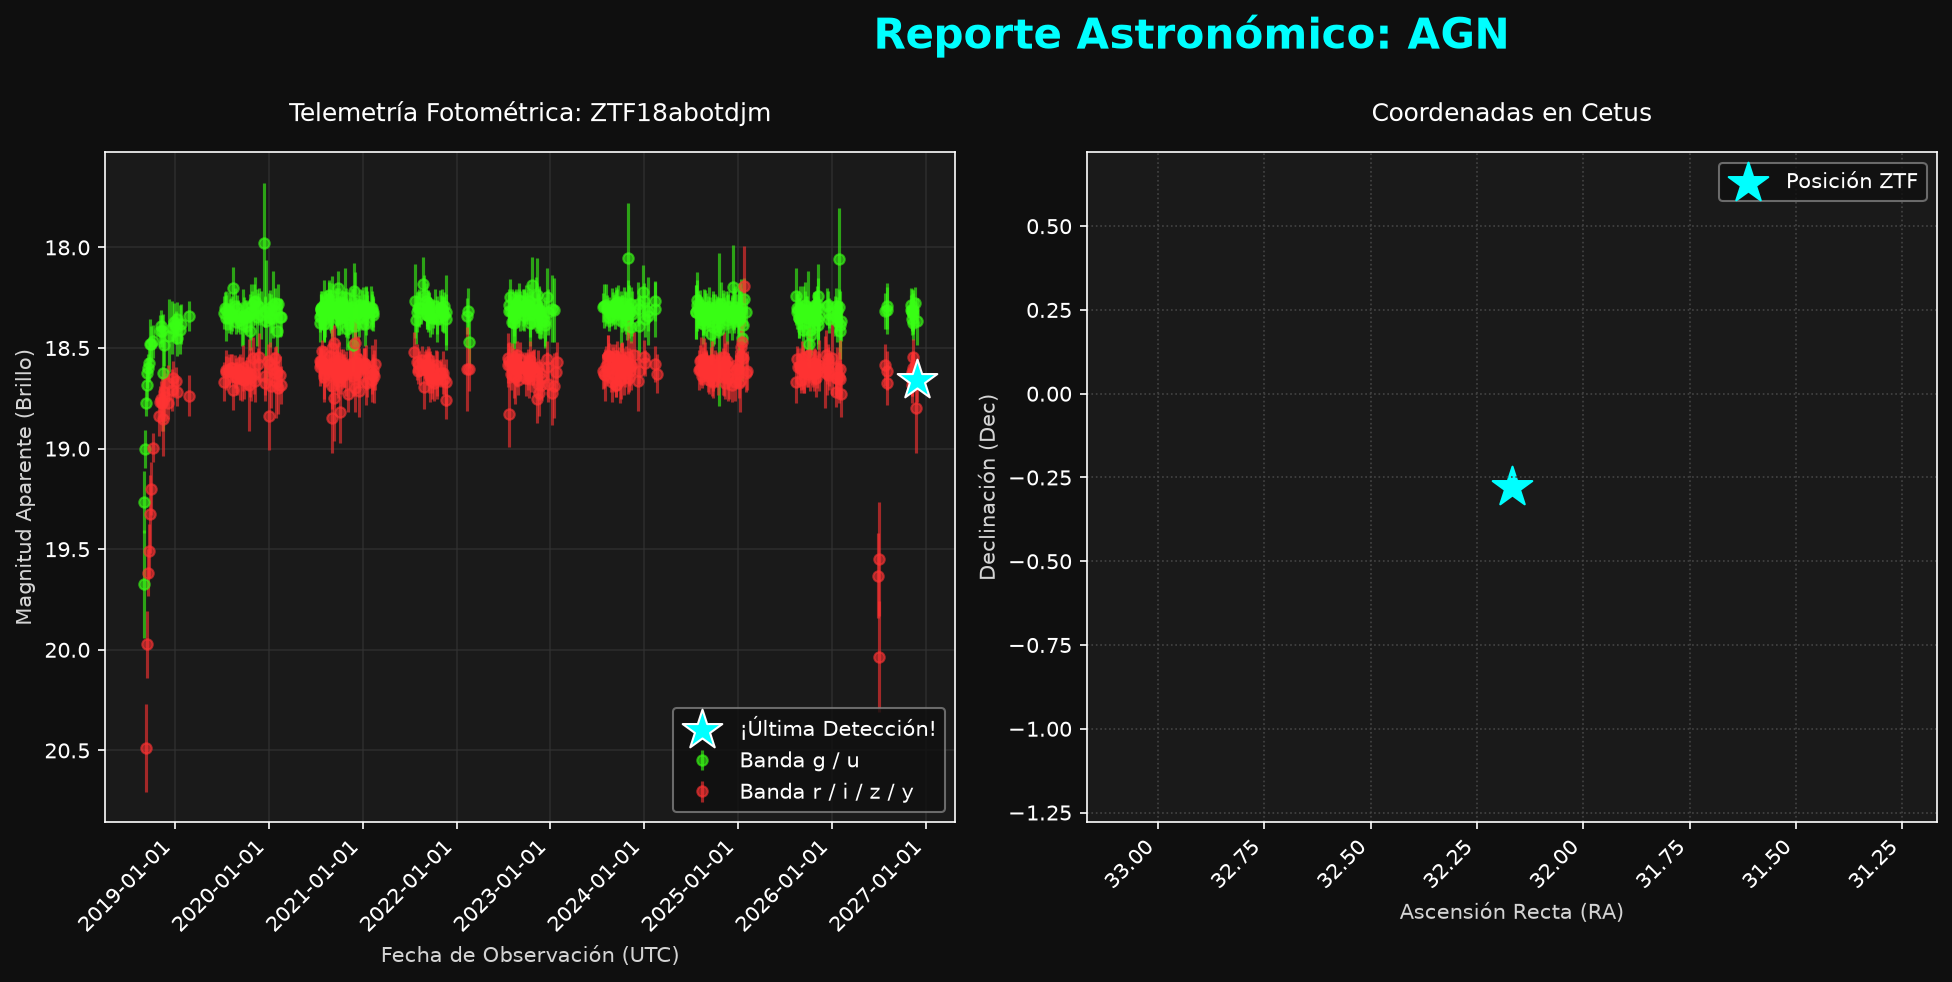 Reporte Astronómico: AGN
Telemetría Fotométrica: ZTF18abotdjm
Magnitud Aparente (Brillo)
18.0
18.5
19.0
19.5
20.0
20.5
¡Última Detección!
Banda g / u
Banda r / i / z / y
2019-01-01
2020-01-01
2021-01-01
2022-01-01
2023-01-01
2024-01-01
2025-01-01
2026-01-01
2027-01-01
Fecha de Observación (UTC)
Coordenadas en Cetus
Posición ZTF
Declinación (Dec)
0.50
0.25
0.00
−0.25
−0.50
−0.75
−1.00
−1.25
33.00
32.75
32.50
32.25
32.00
31.75
31.50
31.25
Ascensión Recta (RA)